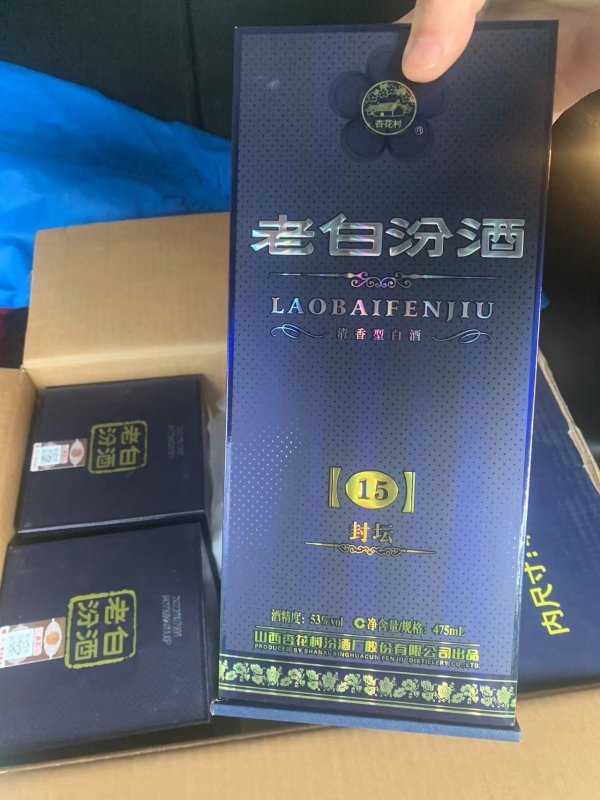 杏花村
®
老白汾酒
LAOBAIFENJIU
清香型白酒
【15】
封坛
酒精度：53%vol 净含量/规格：475mL
山西杏花村汾酒厂股份有限公司出品
PRODUCED BY SHANXI XINGHUACUN FENJIU DISTILLERY CO.,LTD.
老白
汾酒
老白
汾酒
内尺寸：